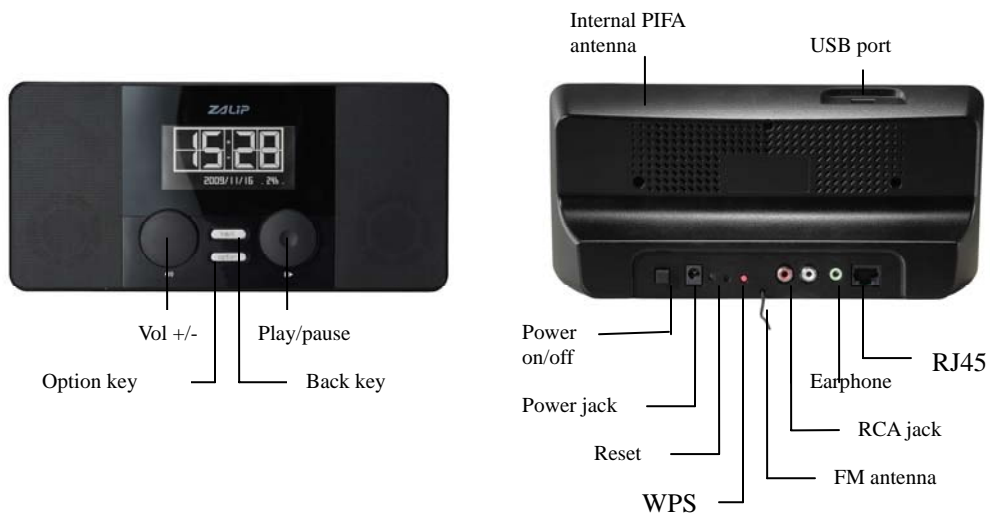 Internal PIFA
antenna
USB port
ZALiP
15:28
2009/11/16 . 24h .
Vol +/-
Play/pause
Option key
Back key
Power
on/off
RJ45
Earphone
Power jack
RCA jack
Reset
FM antenna
WPS